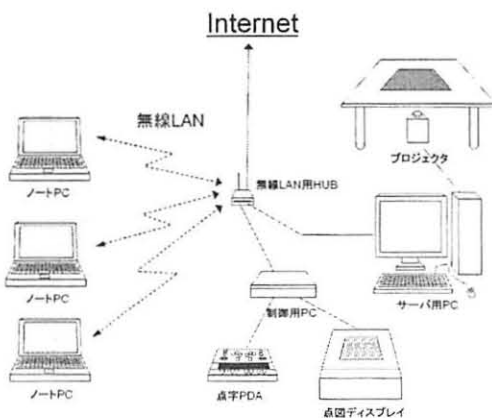 Internet
無線LAN
プロジェクタ
ノートPC
無線LAN用HUB
ノートPC
サーバ用PC
制御用PC
ノートPC
点字PDA
点図ディスプレイ